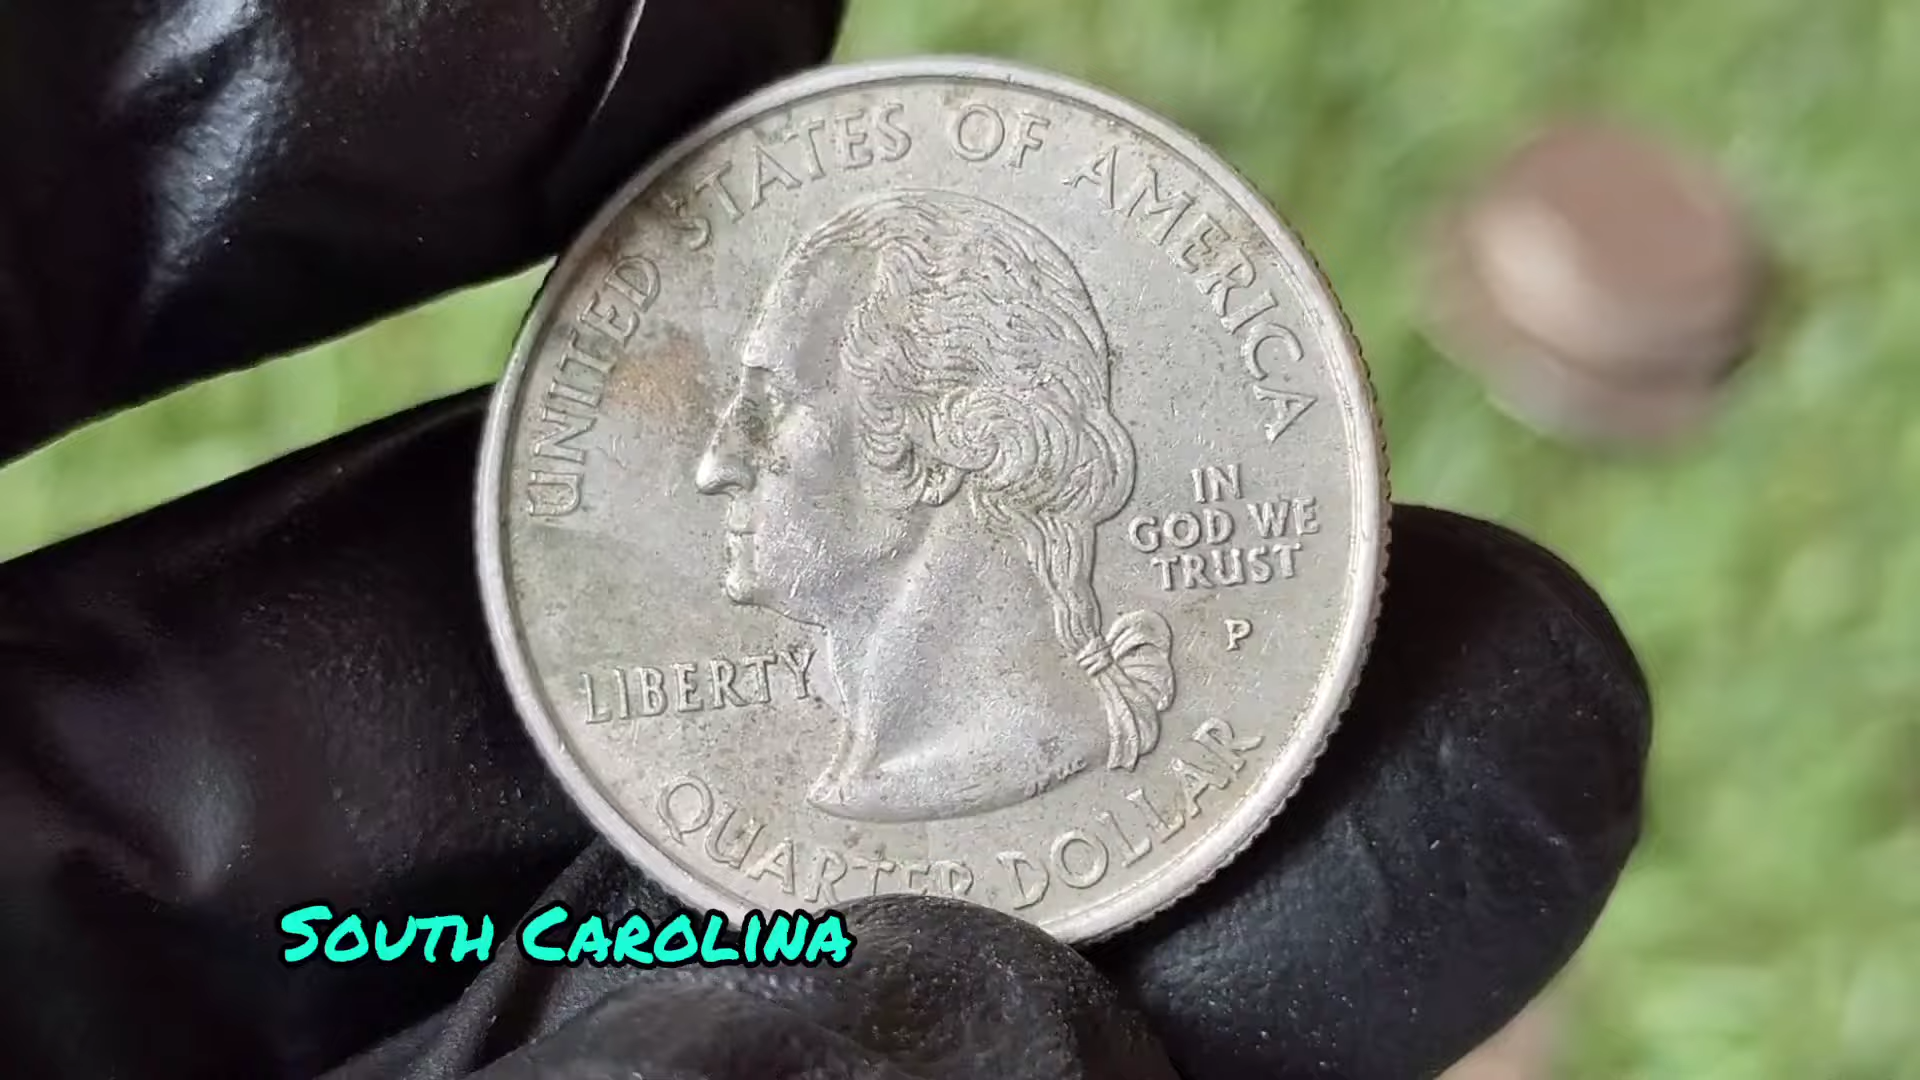 UNITED STATES OF AMERICA
IN
GOD WE
TRUST
P
LIBERTY
QUARTER DOLLAR
South Carolina